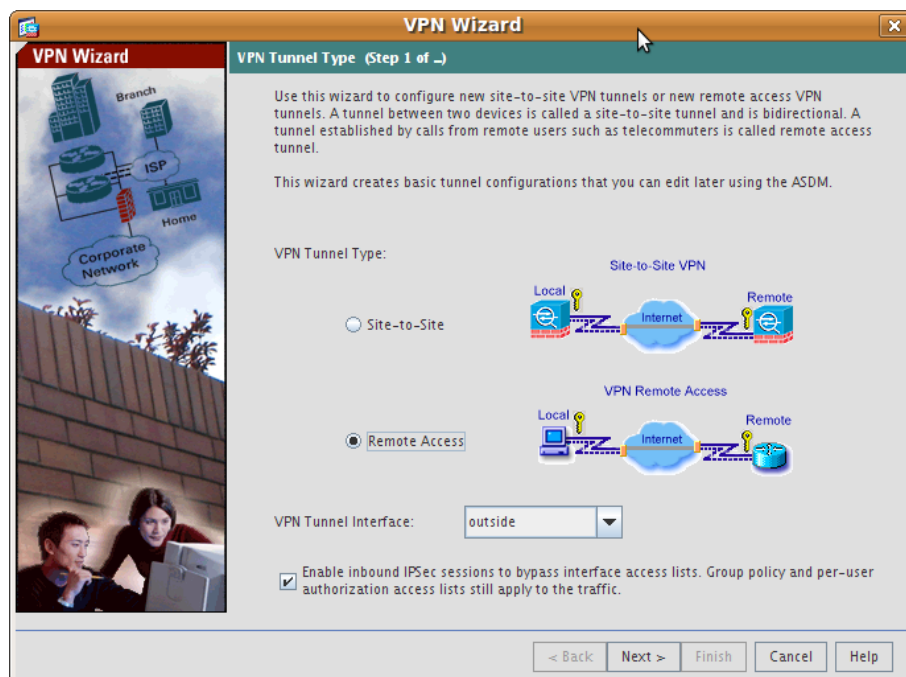 VPN Wizard
VPN Wizard
VPN Tunnel Type (Step 1 of ...)
Branch
ISP
Home
Corporate
Network
Use this wizard to configure new site-to-site VPN tunnels or new remote access VPN
tunnels. A tunnel between two devices is called a site-to-site tunnel and is bidirectional. A
tunnel established by calls from remote users such as telecommuters is called remote access
tunnel.
This wizard creates basic tunnel configurations that you can edit later using the ASDM.
VPN Tunnel Type:
Site-to-Site VPN
Local
Internet
Remote
Site-to-Site
VPN Remote Access
Local
Internet
Remote
Remote Access
VPN Tunnel Interface:
outside
Enable inbound IPSec sessions to bypass interface access lists. Group policy and per-user
authorization access lists still apply to the traffic.
< Back
Next >
Finish
Cancel
Help